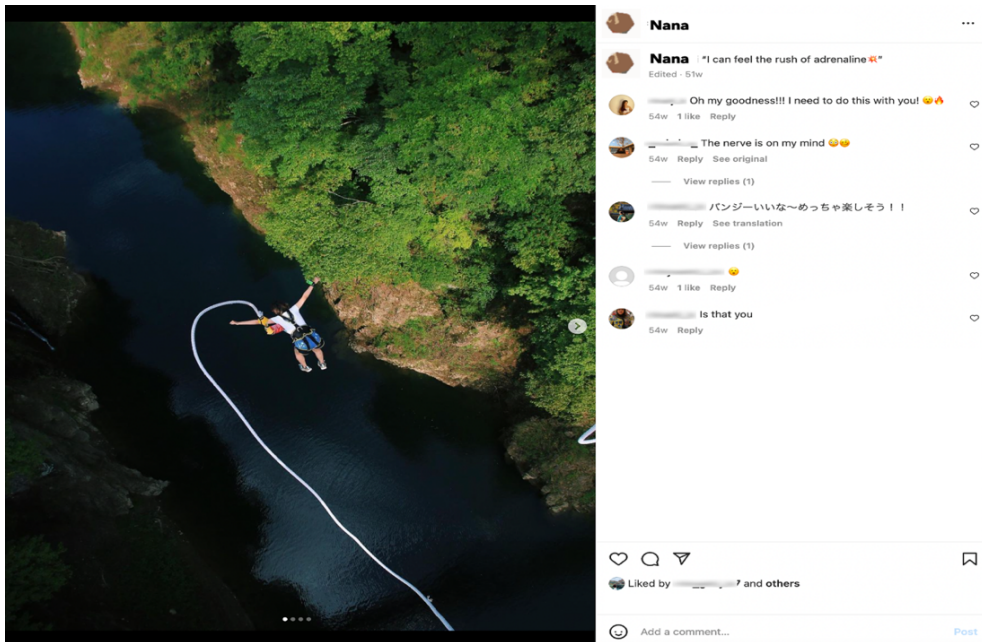 Nana
Nana "I can feel the rush of adrenaline💥"
Edited · 51w
Oh my goodness!!! I need to do this with you! 🥲🔥
54w 1 like Reply
The nerve is on my mind 😳🤒
54w Reply See original
View replies (1)
バンジーいいな〜めっちゃ楽しそう！！
54w Reply See translation
View replies (1)
54w 1 like Reply
Is that you
54w Reply
Liked by
and others
Add a comment...
Post